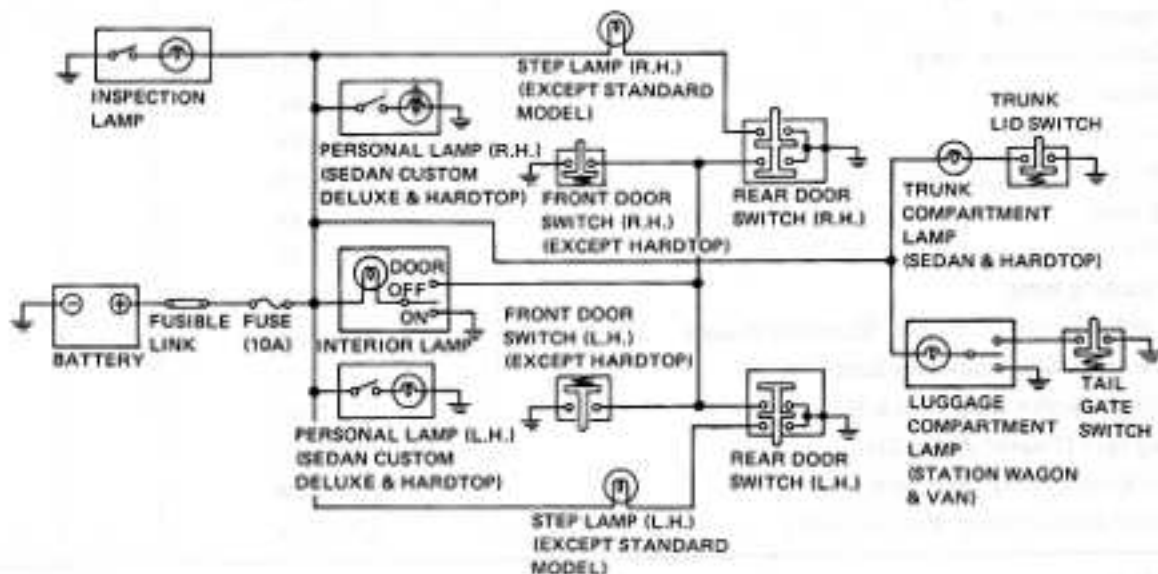 INSPECTION
LAMP
STEP LAMP (R.H.)
(EXCEPT STANDARD
MODEL)
PERSONAL LAMP (R.H.)
(SEDAN CUSTOM
DELUXE & HARDTOP)
FRONT DOOR
SWITCH (R.H.)
(EXCEPT HARDTOP)
REAR DOOR
SWITCH (R.H.)
TRUNK
LID SWITCH
TRUNK
COMPARTMENT
LAMP
(SEDAN & HARDTOP)
BATTERY
FUSIBLE
LINK
FUSE
(10A)
DOOR
OFF
ON
INTERIOR LAMP
FRONT DOOR
SWITCH (L.H.)
(EXCEPT HARDTOP)
PERSONAL LAMP (L.H.)
(SEDAN CUSTOM
DELUXE & HARDTOP)
REAR DOOR
SWITCH (L.H.)
LUGGAGE
COMPARTMENT
LAMP
(STATION WAGON
& VAN)
TAIL
GATE
SWITCH
STEP LAMP (L.H.)
(EXCEPT STANDARD
MODEL)